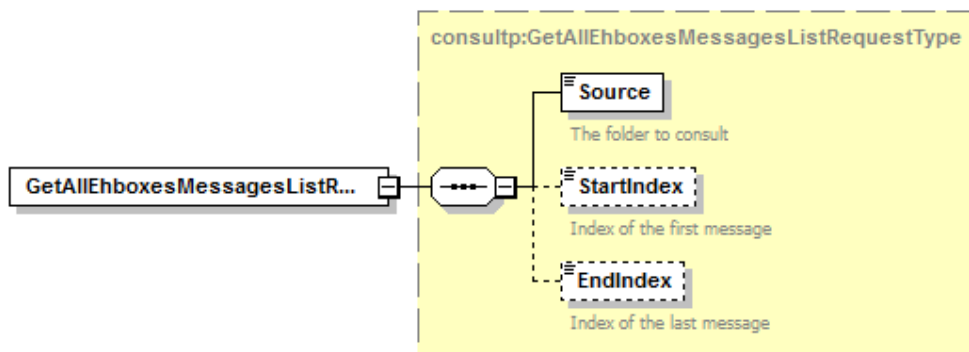 consultp:GetAllEhboxesMessagesListRequestType
Source
The folder to consult
GetAllEhboxesMessagesListR...
StartIndex
Index of the first message
EndIndex
Index of the last message